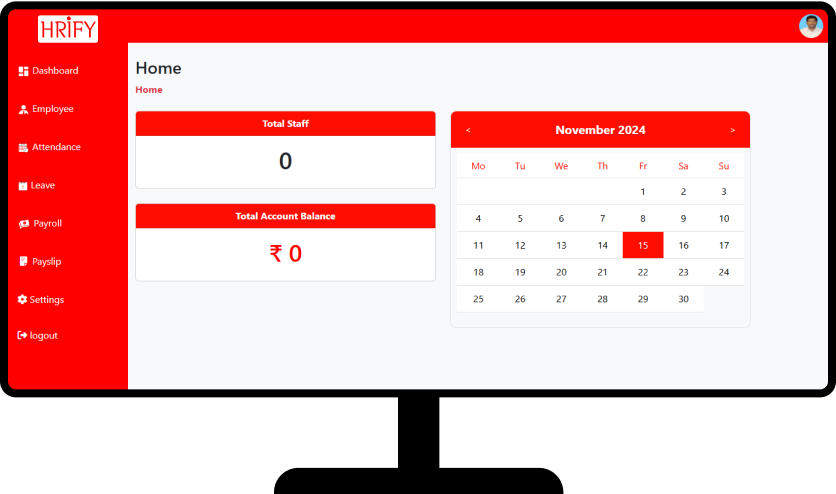 HRIFY
Dashboard
Employee
Attendance
Leave
Payroll
Payslip
Settings
logout
Home
Home
Total Staff
0
Total Account Balance
₹ 0
< November 2024 >
Mo Tu We Th Fr Sa Su
1 2 3
4 5 6 7 8 9 10
11 12 13 14 15 16 17
18 19 20 21 22 23 24
25 26 27 28 29 30